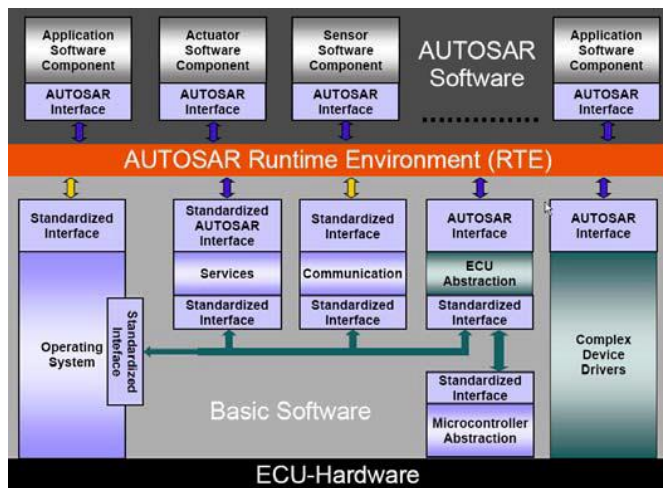 Application
Software
Component
AUTOSAR
Interface
Actuator
Software
Component
AUTOSAR
Interface
Sensor
Software
Component
AUTOSAR
Interface
AUTOSAR
Software
Application
Software
Component
AUTOSAR
Interface
AUTOSAR Runtime Environment (RTE)
Standardized
Interface
Operating
System
Standardized
Inteface
Standardized
AUTOSAR
Interface
Services
Standardized
Interface
Standardized
Interface
Communication
Standardized
Interface
AUTOSAR
Interface
ECU
Abstraction
Standardized
Interface
Standardized
Interface
Microcontroller
Abstraction
AUTOSAR
Interface
Complex
Device
Drivers
Basic Software
ECU-Hardware